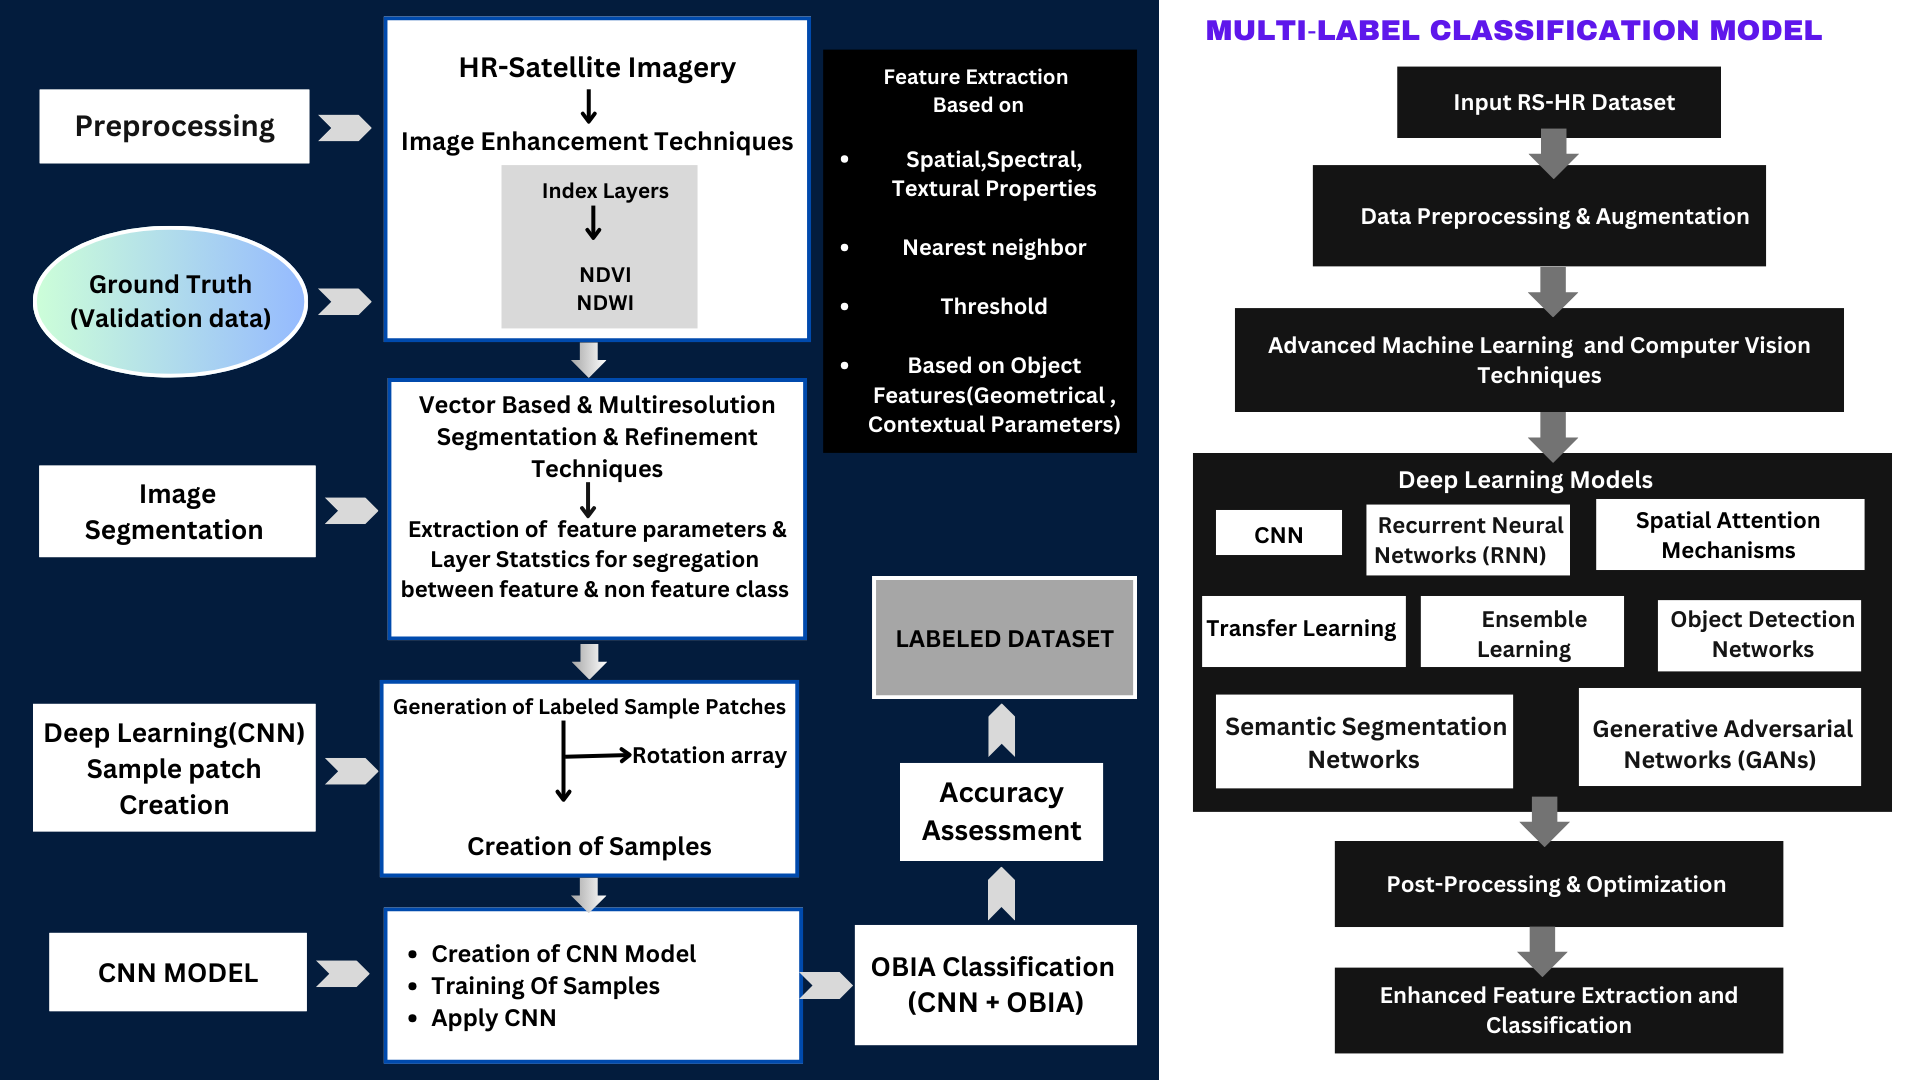 Preprocessing
HR-Satellite Imagery
Image Enhancement Techniques
Index Layers
NDVI
NDWI
Ground Truth
(Validation data)
Feature Extraction
Based on
• Spatial,Spectral,
Textural Properties
• Nearest neighbor
• Threshold
• Based on Object
Features(Geometrical ,
Contextual Parameters)
Image
Segmentation
Vector Based & Multiresolution
Segmentation & Refinement
Techniques
Extraction of feature parameters &
Layer Statstics for segregation
between feature & non feature class
Deep Learning(CNN)
Sample patch
Creation
Generation of Labeled Sample Patches
Rotation array
Creation of Samples
CNN MODEL
• Creation of CNN Model
• Training Of Samples
• Apply CNN
OBIA Classification
(CNN + OBIA)
Accuracy
Assessment
LABELED DATASET
MULTI-LABEL CLASSIFICATION MODEL
Input RS-HR Dataset
Data Preprocessing & Augmentation
Advanced Machine Learning and Computer Vision
Techniques
Deep Learning Models
CNN
Recurrent Neural
Networks (RNN)
Spatial Attention
Mechanisms
Transfer Learning
Ensemble
Learning
Object Detection
Networks
Semantic Segmentation
Networks
Generative Adversarial
Networks (GANs)
Post-Processing & Optimization
Enhanced Feature Extraction and
Classification